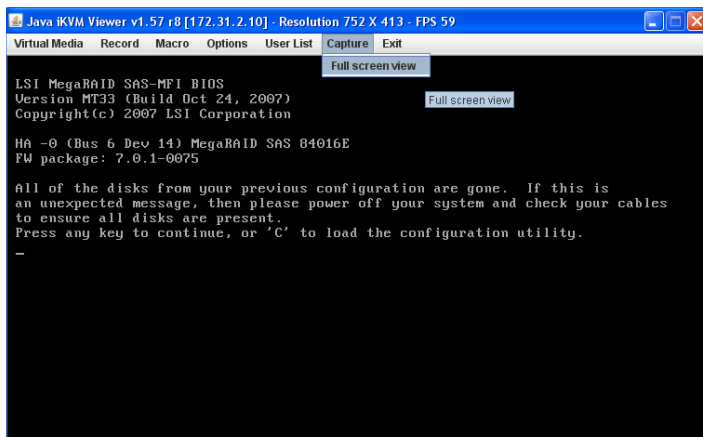 Java iKVM Viewer v1.57 r8 [172.31.2.10] - Resolution 752 X 413 - FPS 59
Virtual Media Record Macro Options User List Capture Exit
Full screen view
LSI MegaRAID SAS-MFI BIOS
Version MT33 (Build Oct 24, 2007)
Full screen view
Copyright(c) 2007 LSI Corporation
HA -0 (Bus 6 Dev 14) MegaRAID SAS 84016E
FW package: 7.0.1-0075
All of the disks from your previous configuration are gone.  If this is
an unexpected message, then please power off your system and check your cables
to ensure all disks are present.
Press any key to continue, or 'C' to load the configuration utility.
_